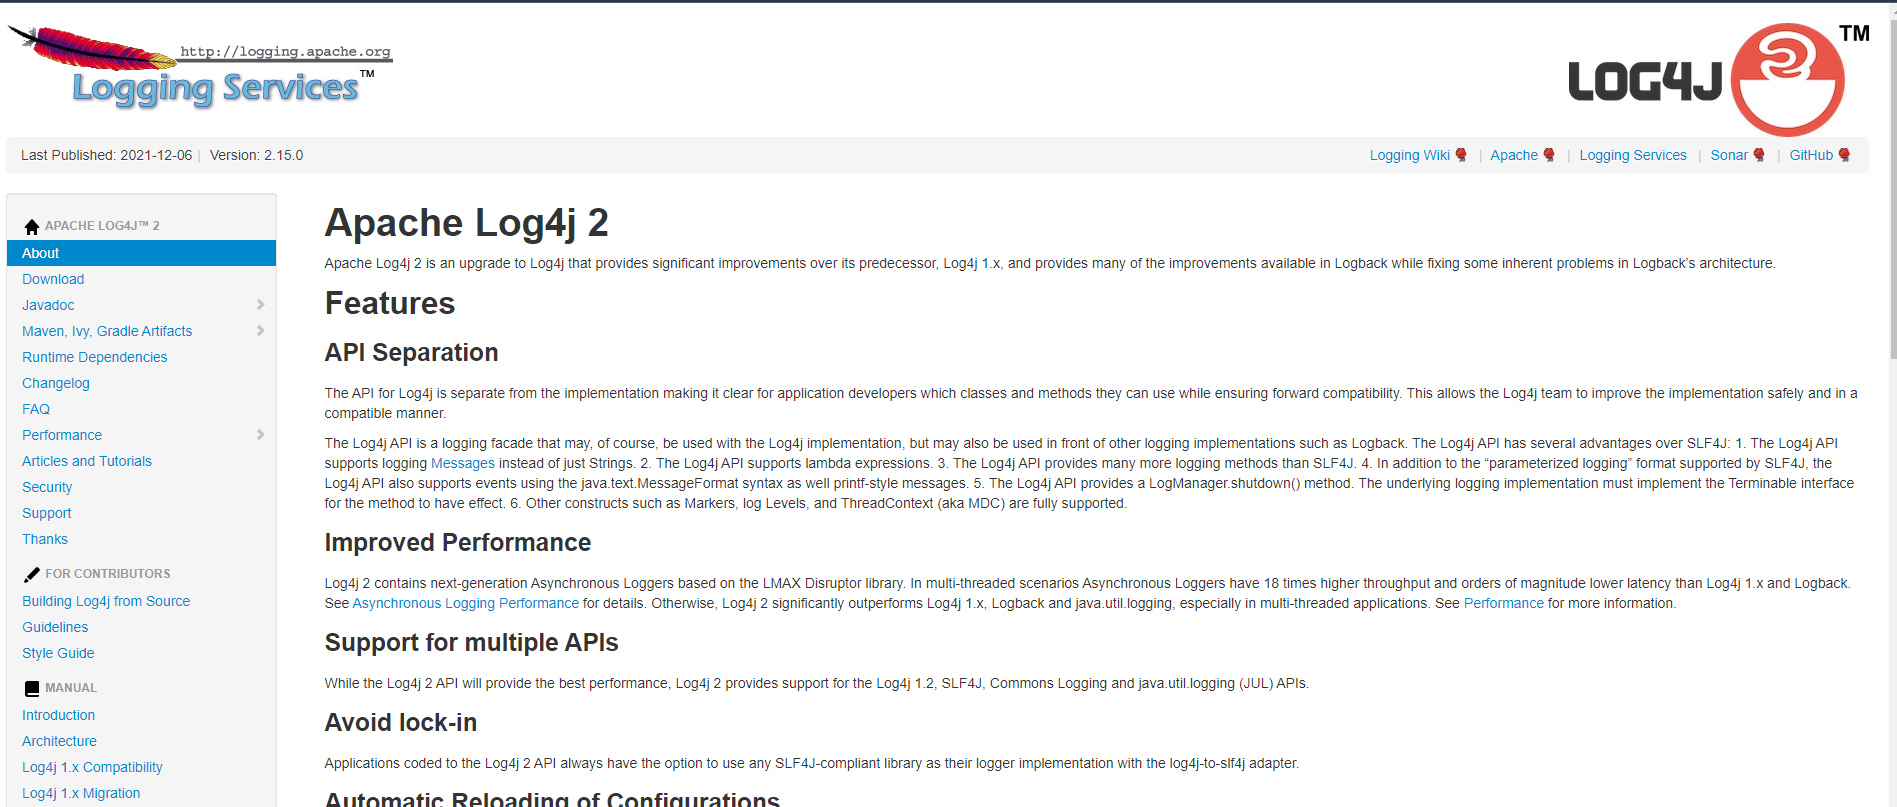 http://logging.apache.org
Logging Services™
LOG4J 2 TM
Last Published: 2021-12-06 | Version: 2.15.0
Logging Wiki | Apache | Logging Services | Sonar | GitHub
APACHE LOG4J™ 2
About
Download
Javadoc
Maven, Ivy, Gradle Artifacts
Runtime Dependencies
Changelog
FAQ
Performance
Articles and Tutorials
Security
Support
Thanks
FOR CONTRIBUTORS
Building Log4j from Source
Guidelines
Style Guide
MANUAL
Introduction
Architecture
Log4j 1.x Compatibility
Log4j 1.x Migration
Apache Log4j 2
Apache Log4j 2 is an upgrade to Log4j that provides significant improvements over its predecessor, Log4j 1.x, and provides many of the improvements available in Logback while fixing some inherent problems in Logback’s architecture.
Features
API Separation
The API for Log4j is separate from the implementation making it clear for application developers which classes and methods they can use while ensuring forward compatibility. This allows the Log4j team to improve the implementation safely and in a
compatible manner.
The Log4j API is a logging facade that may, of course, be used with the Log4j implementation, but may also be used in front of other logging implementations such as Logback. The Log4j API has several advantages over SLF4J: 1. The Log4j API
supports logging Messages instead of just Strings. 2. The Log4j API supports lambda expressions. 3. The Log4j API provides many more logging methods than SLF4J. 4. In addition to the “parameterized logging” format supported by SLF4J, the
Log4j API also supports events using the java.text.MessageFormat syntax as well printf-style messages. 5. The Log4j API provides a LogManager.shutdown() method. The underlying logging implementation must implement the Terminable interface
for the method to have effect. 6. Other constructs such as Markers, log Levels, and ThreadContext (aka MDC) are fully supported.
Improved Performance
Log4j 2 contains next-generation Asynchronous Loggers based on the LMAX Disruptor library. In multi-threaded scenarios Asynchronous Loggers have 18 times higher throughput and orders of magnitude lower latency than Log4j 1.x and Logback.
See Asynchronous Logging Performance for details. Otherwise, Log4j 2 significantly outperforms Log4j 1.x, Logback and java.util.logging, especially in multi-threaded applications. See Performance for more information.
Support for multiple APIs
While the Log4j 2 API will provide the best performance, Log4j 2 provides support for the Log4j 1.2, SLF4J, Commons Logging and java.util.logging (JUL) APIs.
Avoid lock-in
Applications coded to the Log4j 2 API always have the option to use any SLF4J-compliant library as their logger implementation with the log4j-to-slf4j adapter.
Automatic Reloading of Configurations